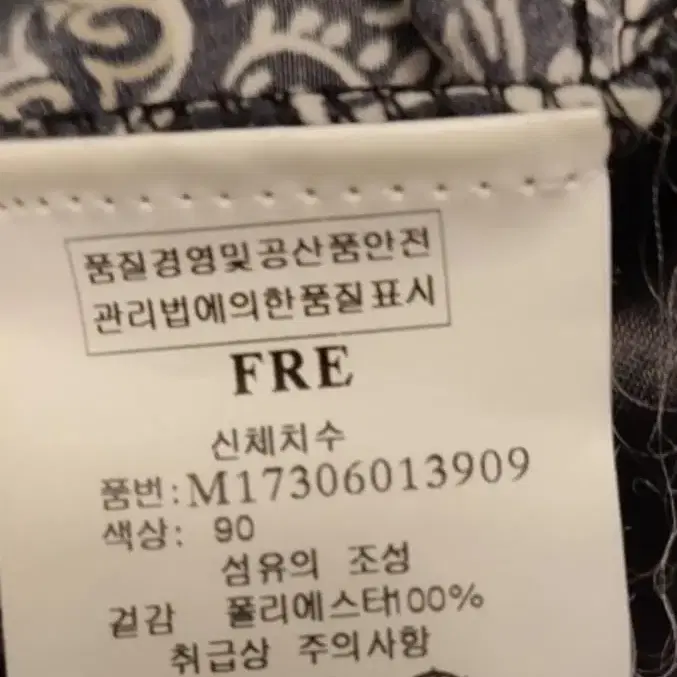 품질경영및공산품안전
관리법에의한품질표시
FRE
신체치수
품번:M17306013909
색상: 90
섬유의 조성
겉감 폴리에스터100%
취급상 주의사항